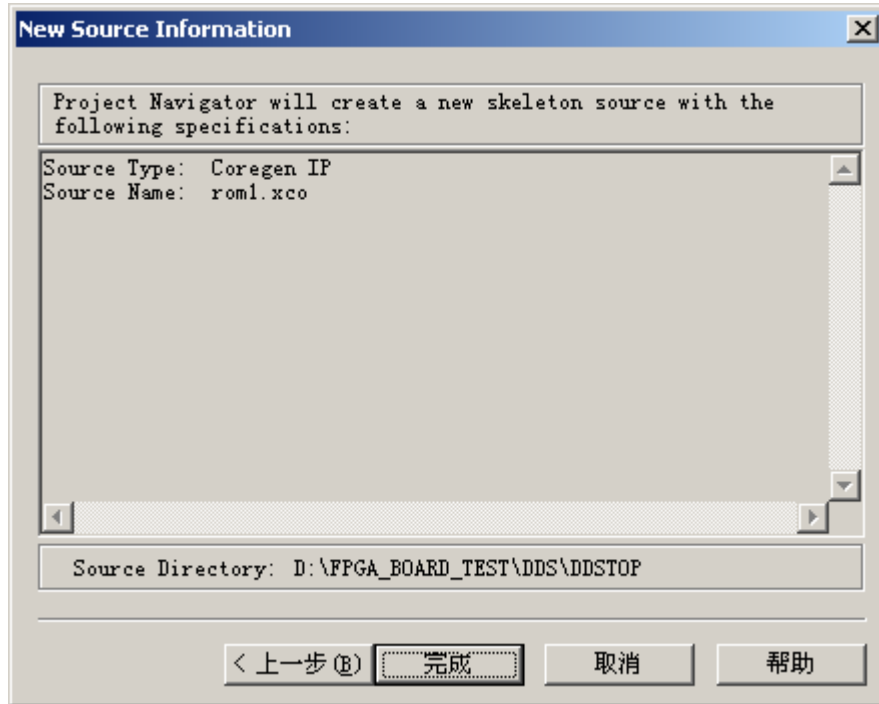 New Source Information
Project Navigator will create a new skeleton source with the
following specifications:
Source Type: Coregen IP
Source Name: rom1.xco
Source Directory: D:\FPGA_BOARD_TEST\DDS\DDSTOP
< 上一步(B) 完成 取消 帮助